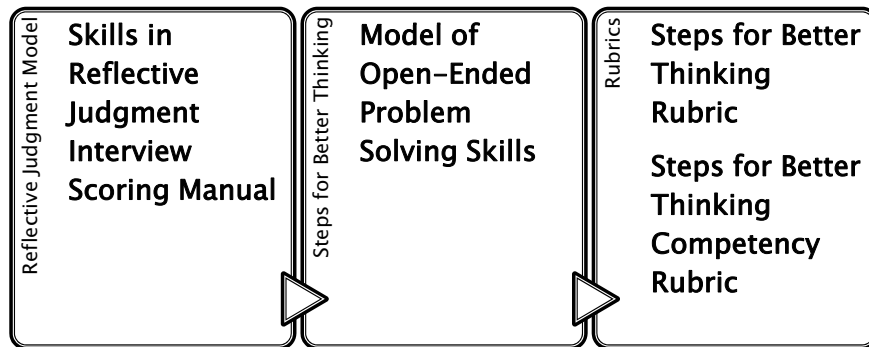 Reflective Judgment Model
Skills in
Reflective
Judgment
Interview
Scoring Manual
Steps for Better Thinking
Model of
Open-Ended
Problem
Solving Skills
Rubrics
Steps for Better
Thinking
Rubric
Steps for Better
Thinking
Competency
Rubric